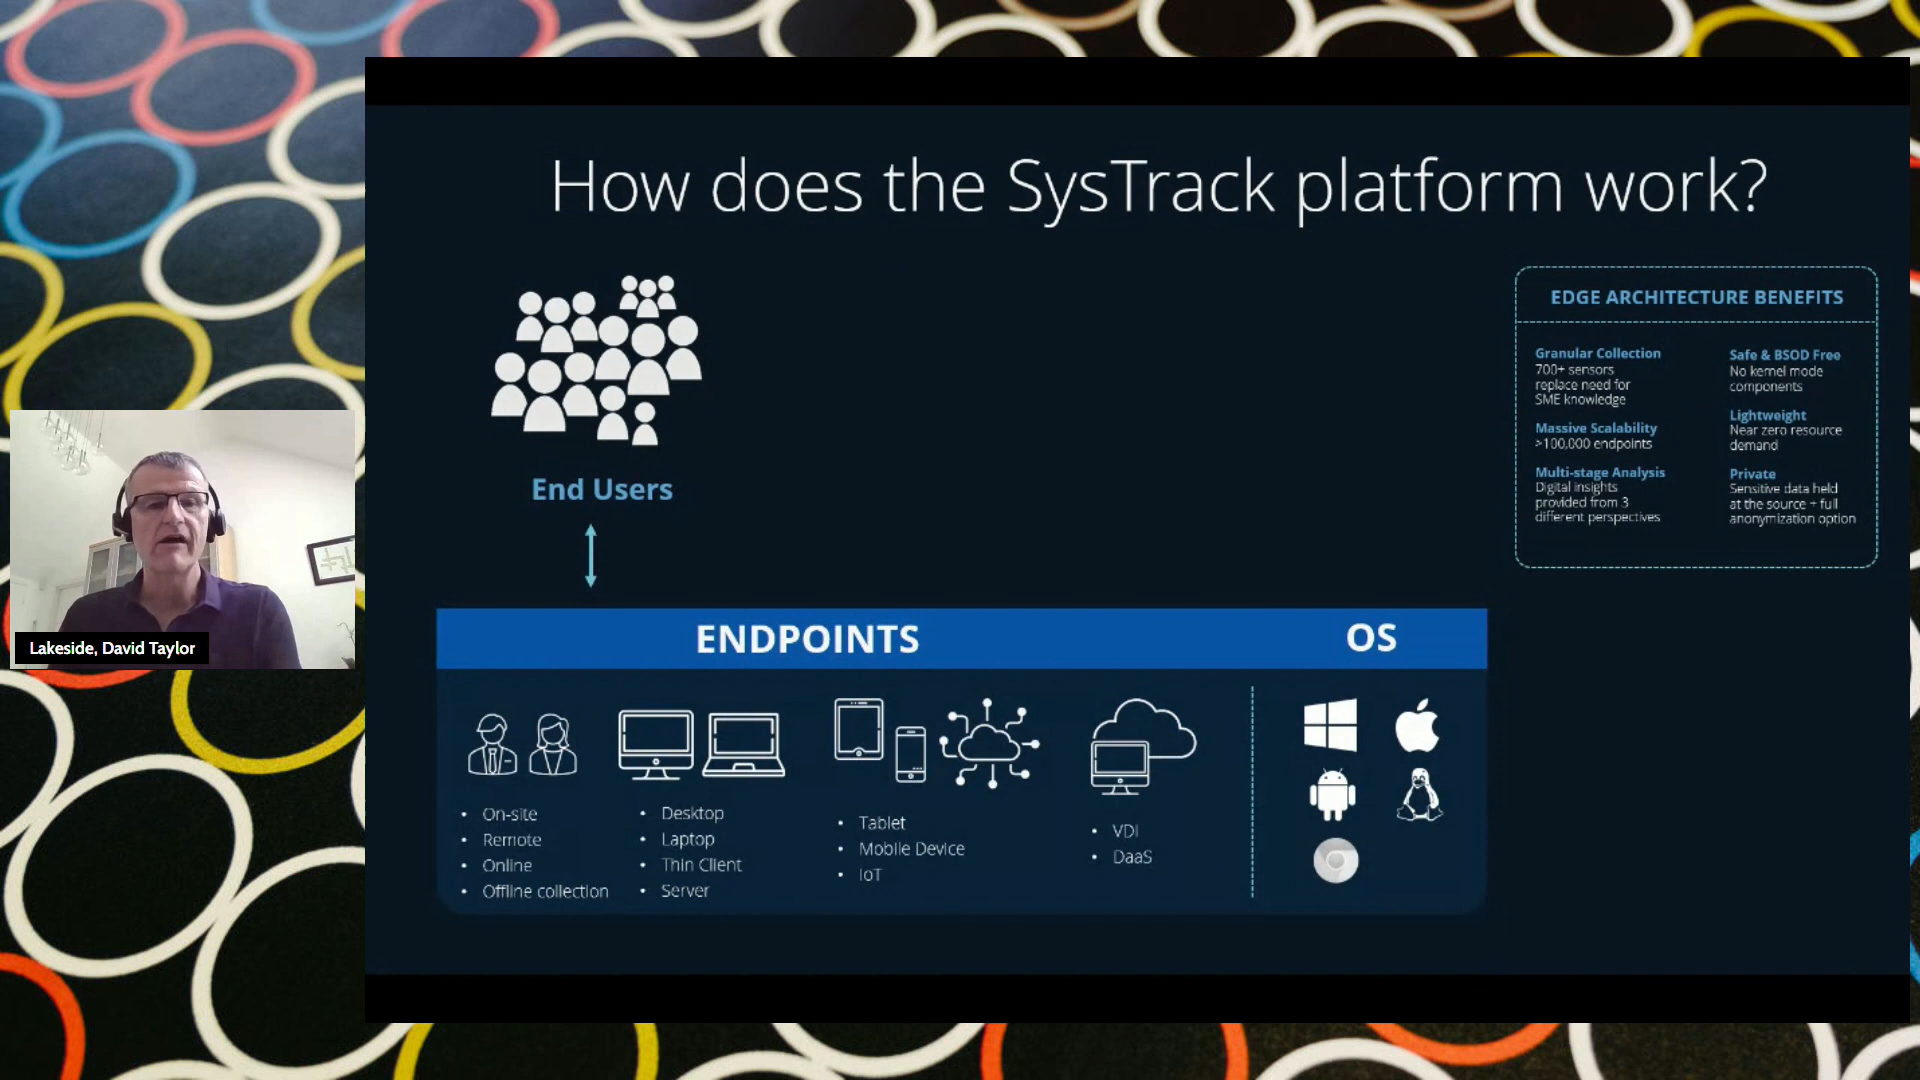 How does the SysTrack platform work?
End Users
EDGE ARCHITECTURE BENEFITS
Granular Collection
700+ sensors
replace need for
SME knowledge
Massive Scalability
>100,000 endpoints
Multi-stage Analysis
Digital insights
provided from 3
different perspectives
Safe & BSOD Free
No kernel mode
components
Lightweight
Near zero resource
demand
Private
Sensitive data held
at the source + full
anonymization option
Lakeside, David Taylor
ENDPOINTS
OS
• On-site
• Remote
• Online
• Offline collection
• Desktop
• Laptop
• Thin Client
• Server
• Tablet
• Mobile Device
• IoT
• VDI
• DaaS